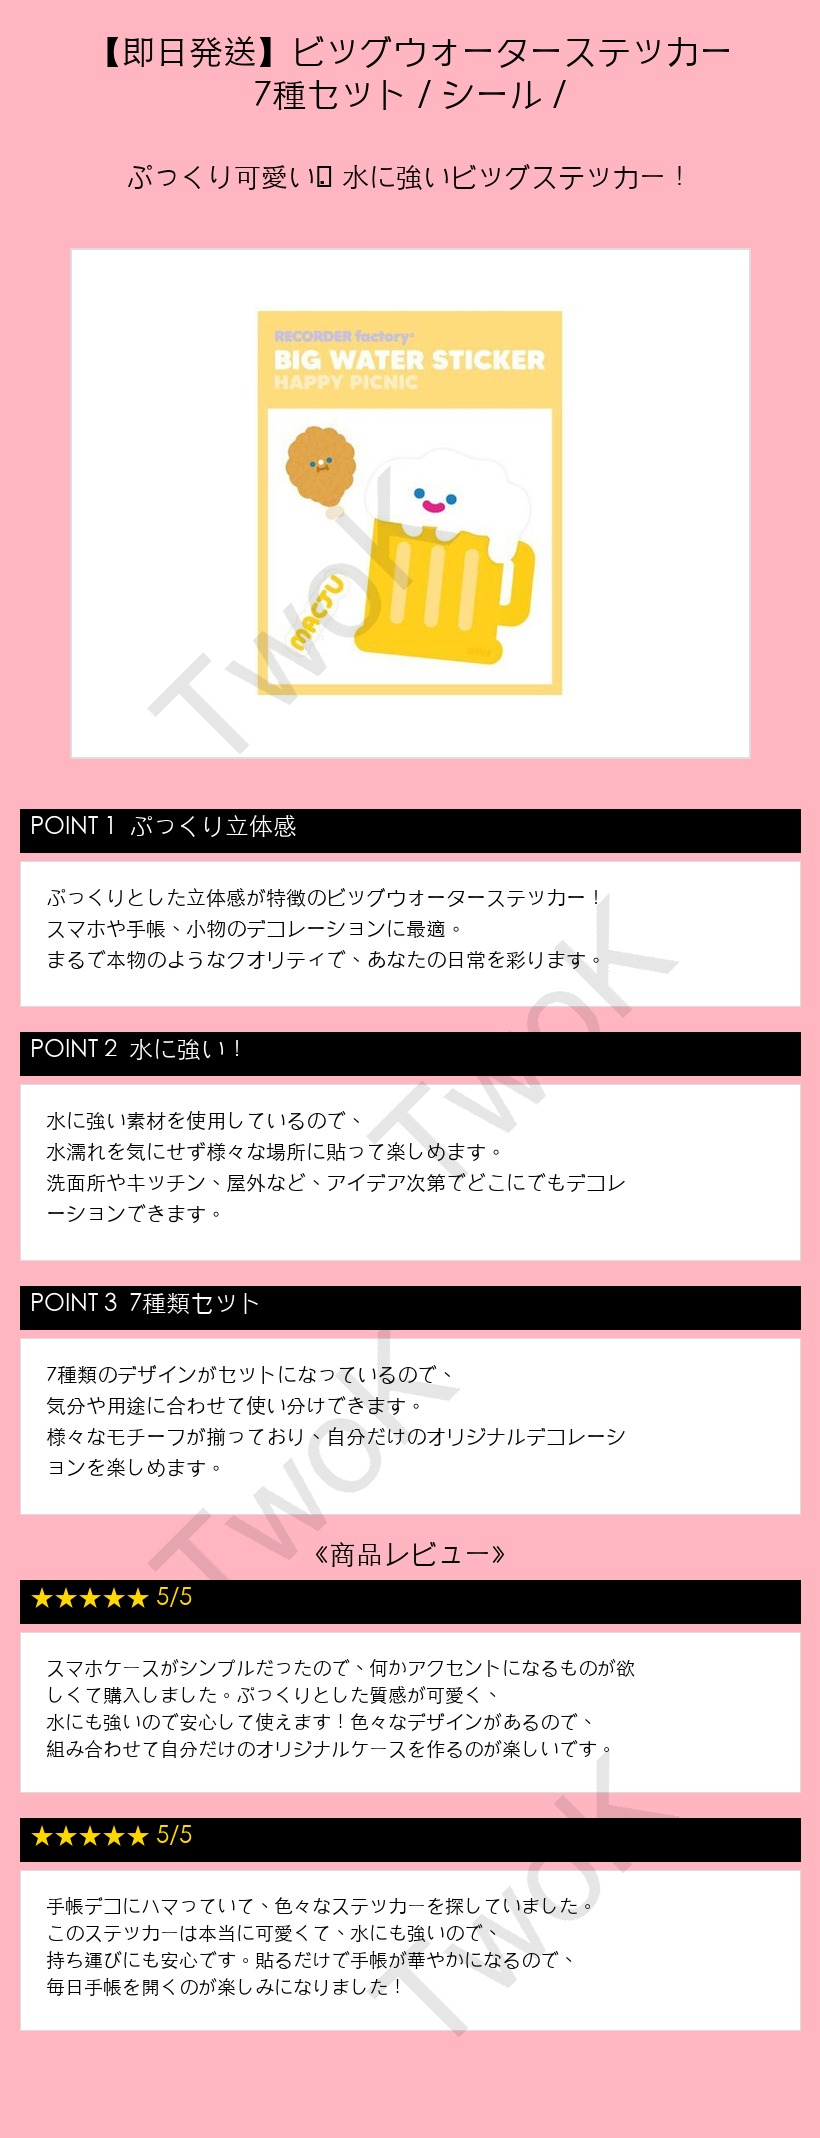 【即日発送】ビッグウォーターステッカー
7種セット / シール /
ぷっくり可愛い 水に強いビッグステッカー！
RECORDER factory
BIG WATER STICKER
HAPPY PICNIC
MACJU
TwoK
POINT 1 ぷっくり立体感
ぷっくりとした立体感が特徴のビッグウォーターステッカー！
スマホや手帳、小物のデコレーションに最適。
まるで本物のようなクオリティで、あなたの日常を彩ります。
TwoK
POINT 2 水に強い！
水に強い素材を使用しているので、
水濡れを気にせず様々な場所に貼って楽しめます。
洗面所やキッチン、屋外など、アイデア次第でどこにでもデコレ
ーションできます。
POINT 3 7種類セット
7種類のデザインがセットになっているので、
気分や用途に合わせて使い分けできます。
様々なモチーフが揃っており、自分だけのオリジナルデコレーシ
ョンを楽しめます。
TwoK
《商品レビュー》
★★★★★ 5/5
スマホケースがシンプルだったので、何かアクセントになるものが欲
しくて購入しました。ぷっくりとした質感が可愛く、
水にも強いので安心して使えます！色々なデザインがあるので、
組み合わせて自分だけのオリジナルケースを作るのが楽しいです。
★★★★★ 5/5
手帳デコにハマっていて、色々なステッカーを探していました。
このステッカーは本当に可愛くて、水にも強いので、
持ち運びにも安心です。貼るだけで手帳が華やかになるので、
毎日手帳を開くのが楽しみになりました！
TwoK